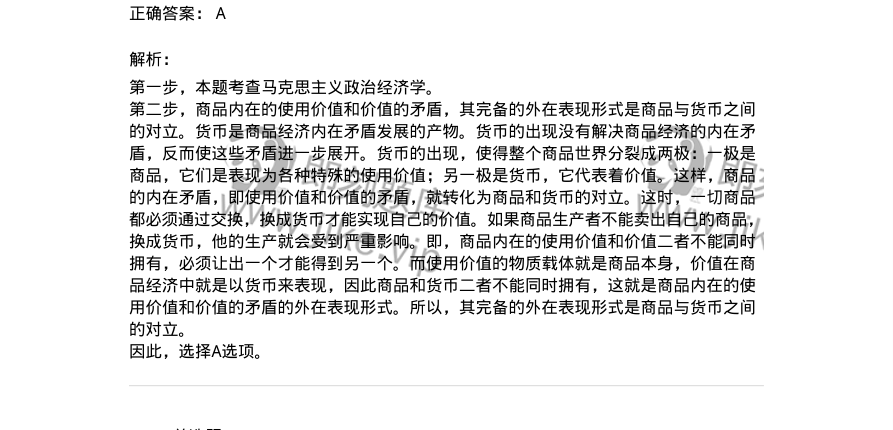 正确答案： A
解析：
第一步，本题考查马克思主义政治经济学。
第二步，商品内在的使用价值和价值的矛盾，其完备的外在表现形式是商品与货币之间
的对立。货币是商品经济内在矛盾发展的产物。货币的出现没有解决商品经济的内在矛
盾，反而使这些矛盾进一步展开。货币的出现，使得整个商品世界分裂成两极：一极是
商品，它们是表现为各种特殊的使用价值；另一极是货币，它代表着价值。这样，商品
的内在矛盾，即使用价值和价值的矛盾，就转化为商品和货币的对立。这时，一切商品
都必须通过交换，换成货币才能实现自己的价值。如果商品生产者不能卖出自己的商品，
换成货币，他的生产就会受到严重影响。即，商品内在的使用价值和价值二者不能同时
拥有，必须让出一个才能得到另一个。而使用价值的物质载体就是商品本身，价值在商
品经济中就是以货币来表现，因此商品和货币二者不能同时拥有，这就是商品内在的使
用价值和价值的矛盾的外在表现形式。所以，其完备的外在表现形式是商品与货币之间
的对立。
因此，选择A选项。